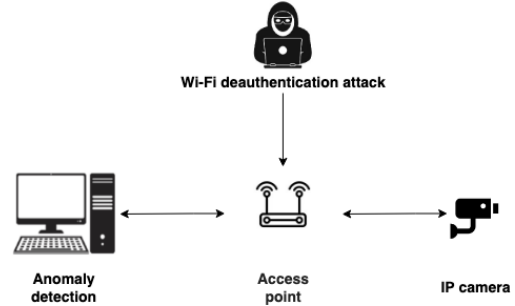 Wi-Fi deauthentication attack
Anomaly
detection
Access
point
IP camera